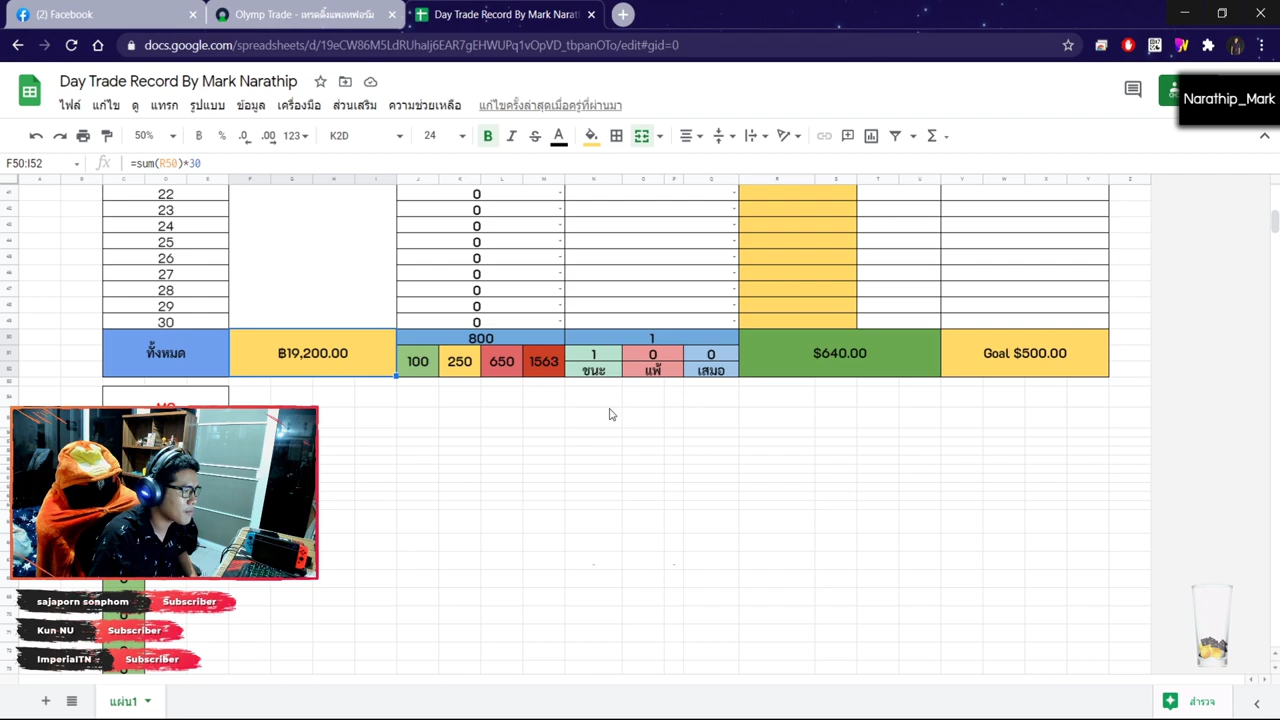 (2) Facebook
Olymp Trade - เทรดดิ้งแพลทฟอร์ม
Day Trade Record By Mark Narath
docs.google.com/spreadsheets/d/19eCW86M5LdRUhaIj6EAR7gEHWUPq1vOpVD_tbpanOTo/edit#gid=0
Day Trade Record By Mark Narathip
Narathip_Mark
ไฟล์ แก้ไข ดู แทรก รูปแบบ ข้อมูล เครื่องมือ ส่วนเสริม ความช่วยเหลือ แก้ไขครั้งล่าสุดเมื่อครู่ที่ผ่านมา
50% ฿ % .0 .00 123 K2D 24 B I S A Σ
F50:I52 fx =sum(R50)*30
A B C D E F G H I J K L M N O P Q R S T U V W X Y Z
22 0
23 0
24 0
25 0
26 0
27 0
28 0
29 0
30 0
ทั้งหมด ฿19,200.00 800 1 $640.00 Goal $500.00
100 250 650 1563 1 0 0
ชนะ แพ้ เสมอ
sajaporn sonphom Subscriber
Kun NU Subscriber
ImperialTN Subscriber
แผ่น1
สำรวจ